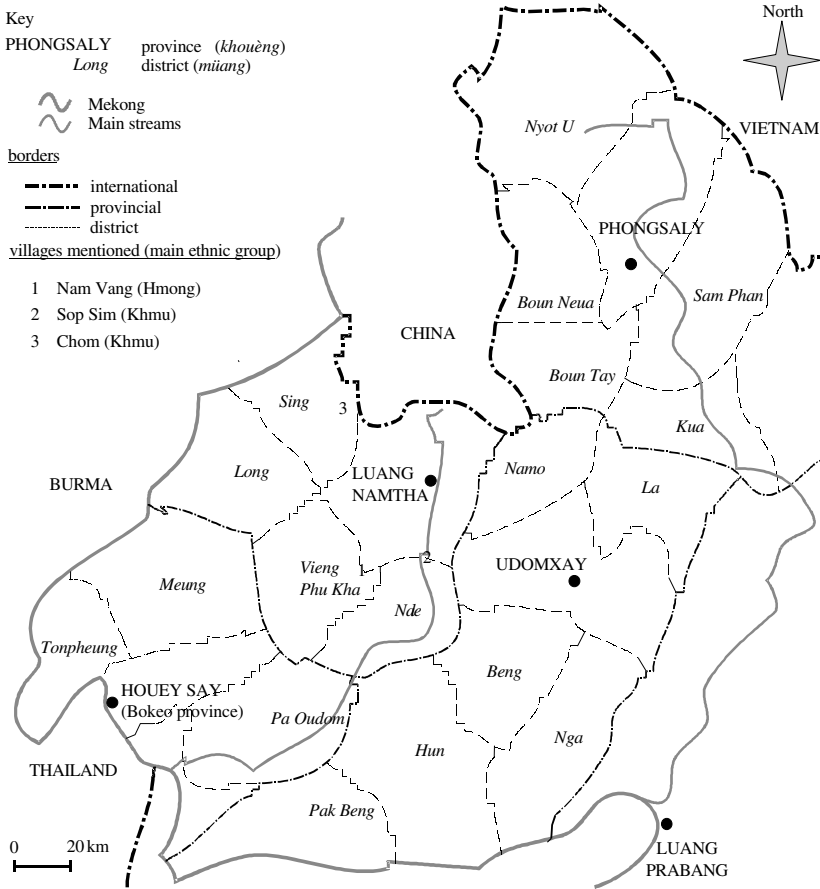 Key
PHONGSALY province (khouèng)
Long district (müang)
Mekong
Main streams
borders
international
provincial
district
villages mentioned (main ethnic group)
1 Nam Vang (Hmong)
2 Sop Sim (Khmu)
3 Chom (Khmu)
North
Nyot U
VIETNAM
PHONGSALY
Boun Neua
Sam Phan
CHINA
Boun Tay
Sing
3
Kua
Long
LUANG
NAMTHA
Namo
La
BURMA
2
1
Vieng
Phu Kha
UDOMXAY
Meung
Nde
Tonpheung
Beng
HOUEY SAY
(Bokeo province)
Pa Oudom
Nga
Hun
THAILAND
Pak Beng
0 20 km
LUANG
PRABANG